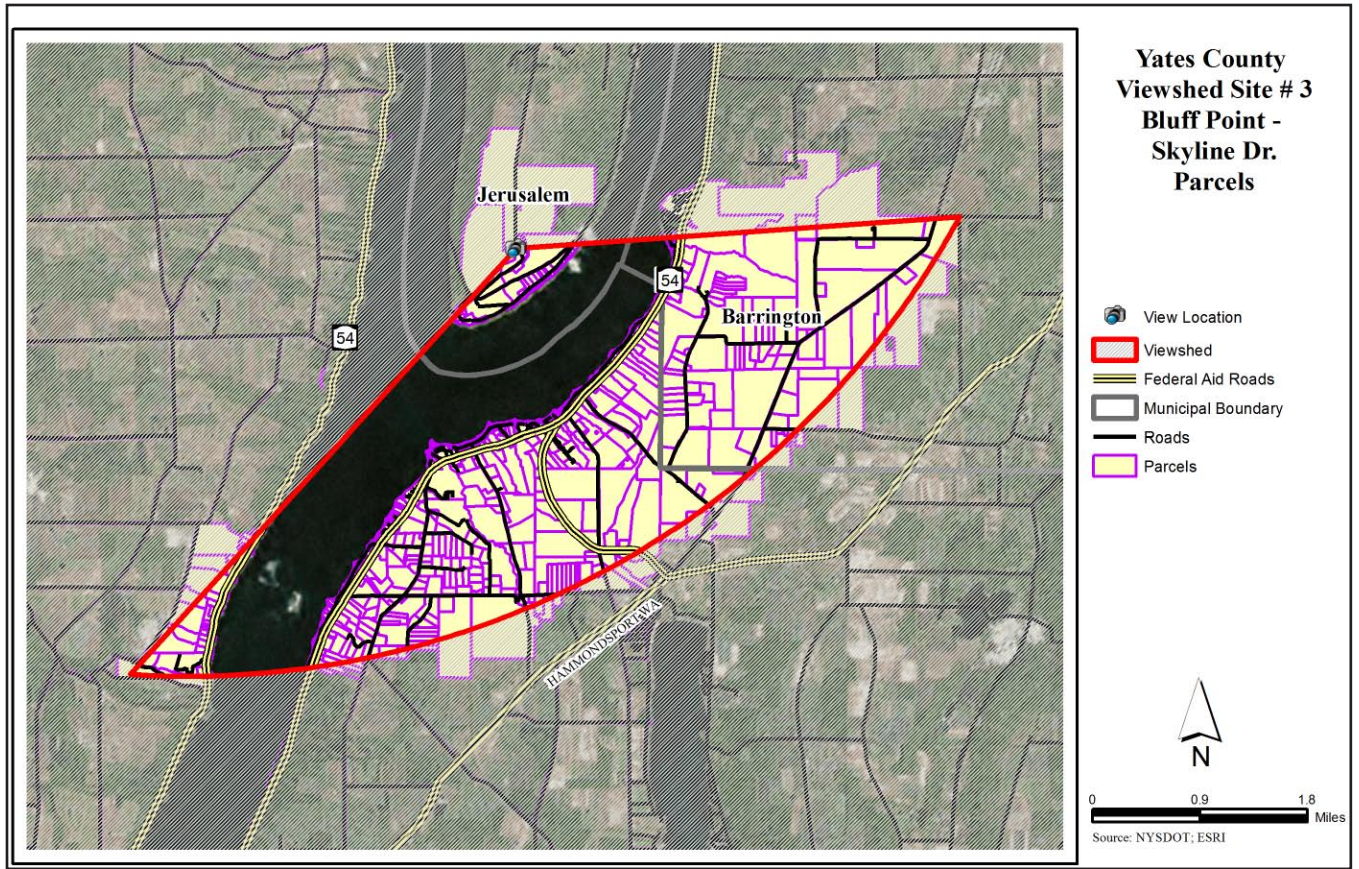 Yates County
Viewshed Site # 3
Bluff Point -
Skyline Dr.
Parcels
Jerusalem
54
Barrington
54
HAMMONDSPORT-WA
View Location
Viewshed
Federal Aid Roads
Municipal Boundary
Roads
Parcels
N
0 0.9 1.8
Miles
Source: NYSDOT; ESRI